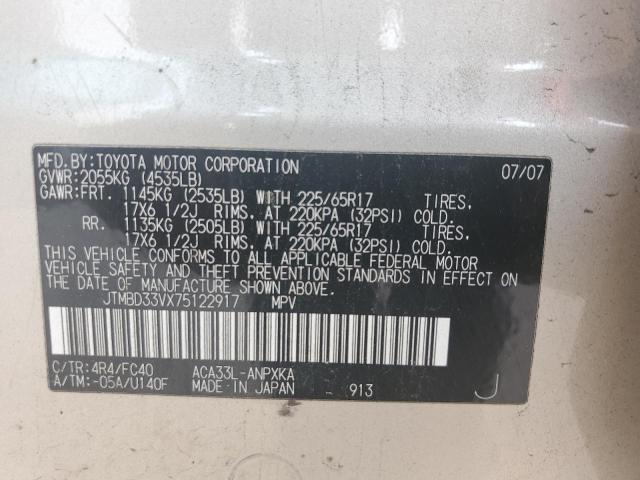 MFD.BY:TOYOTA MOTOR CORPORATION 07/07
GVWR:2055KG (4535LB)
GAWR:FRT. 1145KG (2535LB) WITH 225/65R17 TIRES,
17X6 1/2J RIMS, AT 220KPA (32PSI) COLD.
RR. 1135KG (2505LB) WITH 225/65R17 TIRES,
17X6 1/2J RIMS, AT 220KPA (32PSI) COLD.
THIS VEHICLE CONFORMS TO ALL APPLICABLE FEDERAL MOTOR
VEHICLE SAFETY AND THEFT PREVENTION STANDARDS IN EFFECT ON
THE DATE OF MANUFACTURE SHOWN ABOVE.
JTMBD33VX75122917 MPV
C/TR:4R4/FC40 ACA33L-ANPXKA
A/TM:-05A/U140F MADE IN JAPAN - 913 J